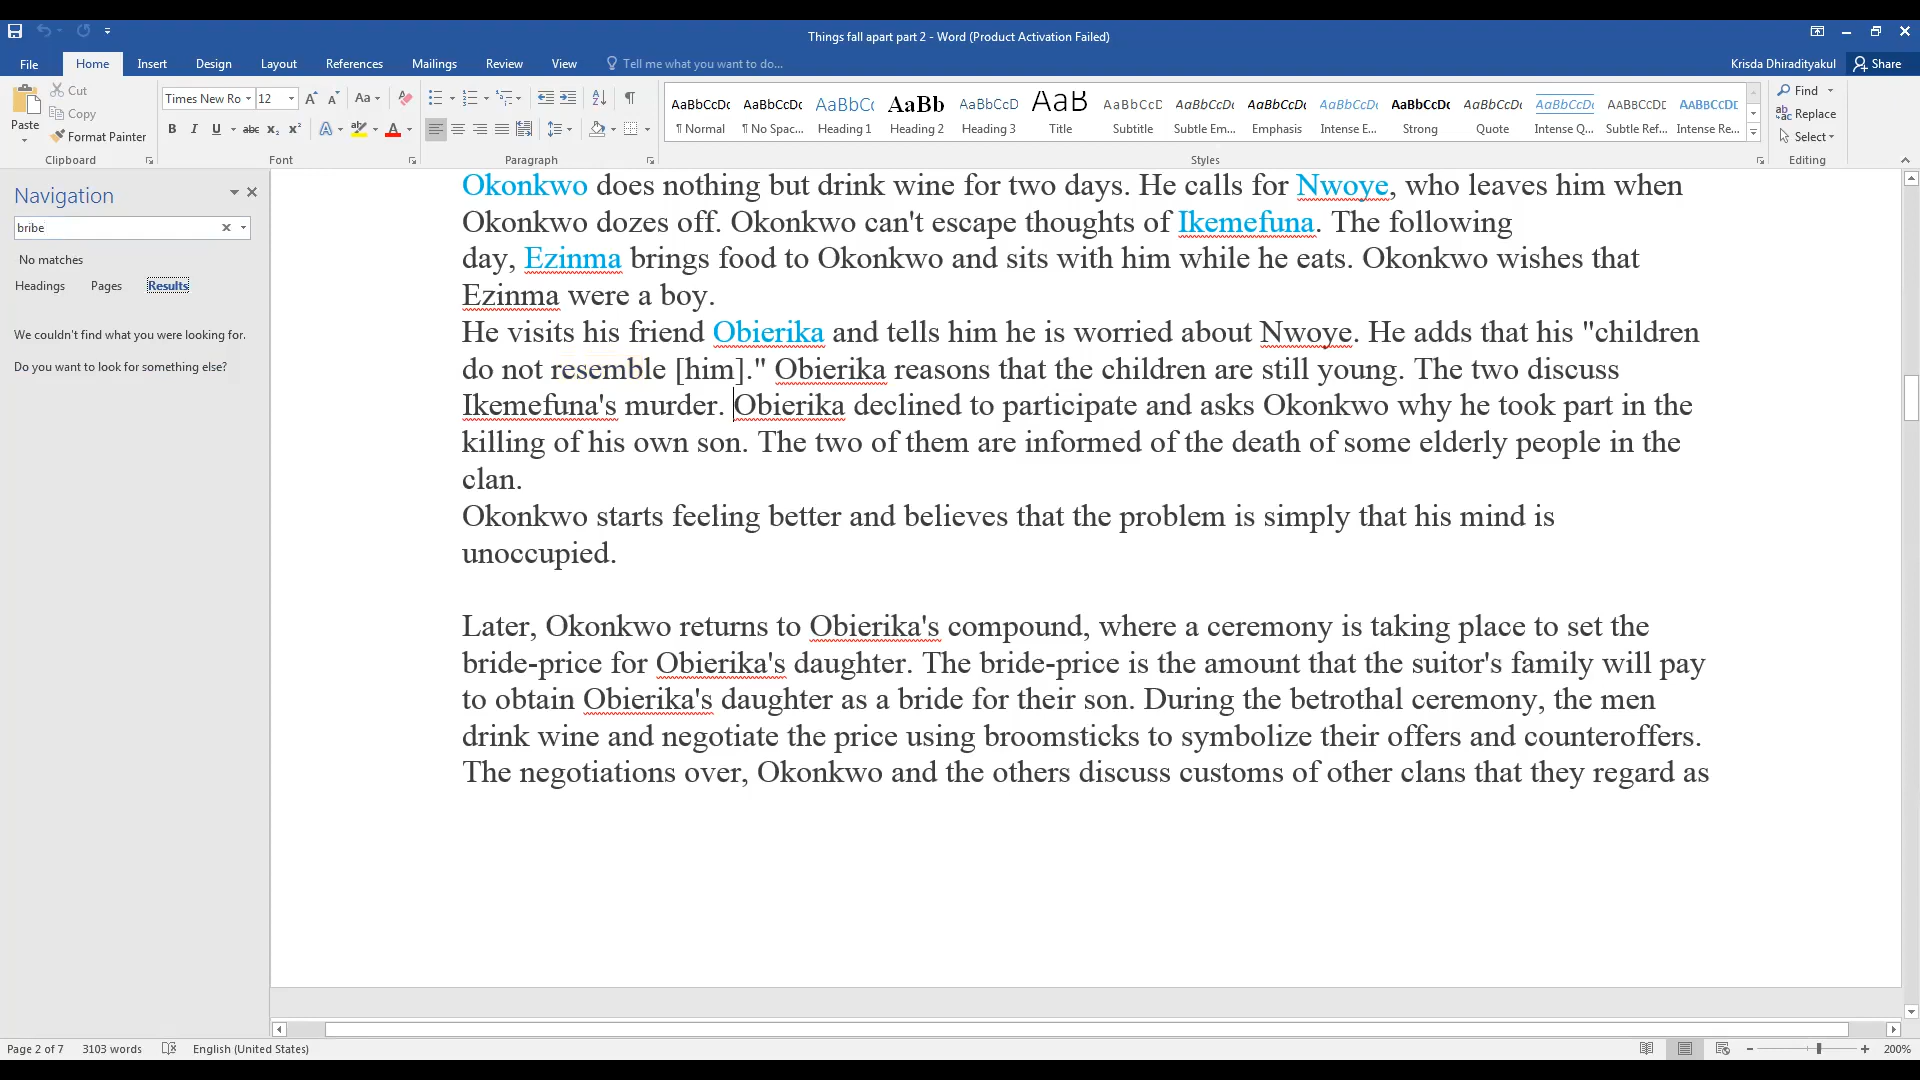 Things fall apart part 2 - Word (Product Activation Failed)
File Home Insert Design Layout References Mailings Review View Tell me what you want to do... Krisda Dhiradityakul Share
Cut
Copy
Format Painter
Paste
Clipboard
Times New Ro 12
Font
Paragraph
AaBbCcDc AaBbCcDc AaBbC( AaBb AaBbCcD AaB AaBbCcD AaBbCcDc AaBbCcDc AaBbCcDc AaBbCcDc AaBbCcDc AaBbCcDc AABBCCDE AABBCCDE
¶ Normal ¶ No Spac... Heading 1 Heading 2 Heading 3 Title Subtitle Subtle Em... Emphasis Intense E... Strong Quote Intense Q... Subtle Ref... Intense Re...
Styles
Find
Replace
Select
Editing
Navigation
bribe
No matches
Headings Pages Results
We couldn't find what you were looking for.
Do you want to look for something else?
Okonkwo does nothing but drink wine for two days. He calls for Nwoye, who leaves him when
Okonkwo dozes off. Okonkwo can't escape thoughts of Ikemefuna. The following
day, Ezinma brings food to Okonkwo and sits with him while he eats. Okonkwo wishes that
Ezinma were a boy.
He visits his friend Obierika and tells him he is worried about Nwoye. He adds that his "children
do not resemble [him]." Obierika reasons that the children are still young. The two discuss
Ikemefuna's murder. Obierika declined to participate and asks Okonkwo why he took part in the
killing of his own son. The two of them are informed of the death of some elderly people in the
clan.
Okonkwo starts feeling better and believes that the problem is simply that his mind is
unoccupied.
Later, Okonkwo returns to Obierika's compound, where a ceremony is taking place to set the
bride-price for Obierika's daughter. The bride-price is the amount that the suitor's family will pay
to obtain Obierika's daughter as a bride for their son. During the betrothal ceremony, the men
drink wine and negotiate the price using broomsticks to symbolize their offers and counteroffers.
The negotiations over, Okonkwo and the others discuss customs of other clans that they regard as
Page 2 of 7 3103 words English (United States) 200%